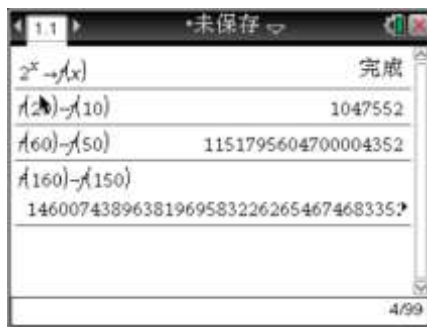 1.1 *未保存
2^x→f(x) 完成
f(20)-f(10) 1047552
f(60)-f(50) 1151795604700004352
f(160)-f(150)
146007438963819695832262654674683352▸
4/99